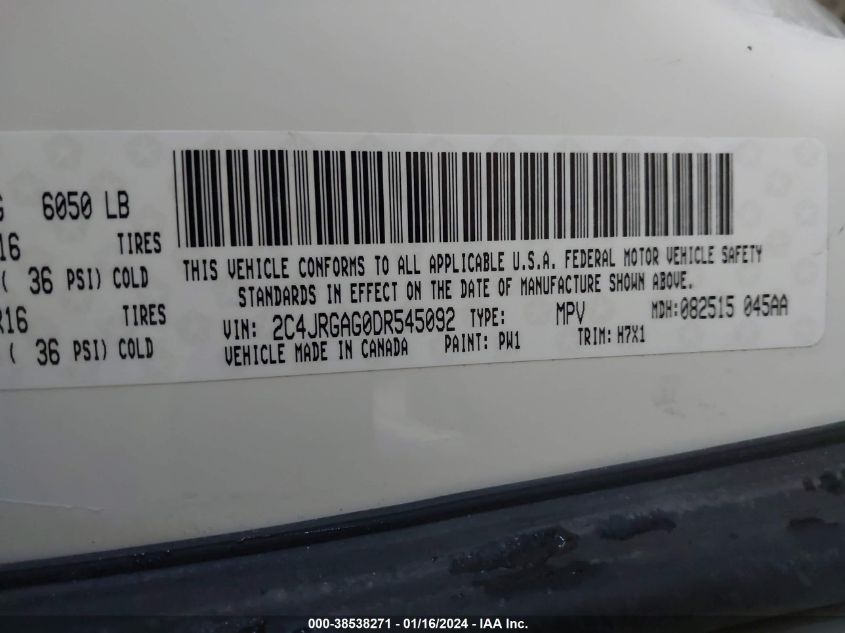 G 6050 LB
R16 TIRES
( 36 PSI) COLD
R16 TIRES
( 36 PSI) COLD
THIS VEHICLE CONFORMS TO ALL APPLICABLE U.S.A. FEDERAL MOTOR VEHICLE SAFETY
STANDARDS IN EFFECT ON THE DATE OF MANUFACTURE SHOWN ABOVE.
VIN: 2C4JRGAG0DR545092 TYPE: MPV MDH:082515 045AA
VEHICLE MADE IN CANADA PAINT: PW1 TRIM: H7X1
000-38538271 - 01/16/2024 - IAA Inc.